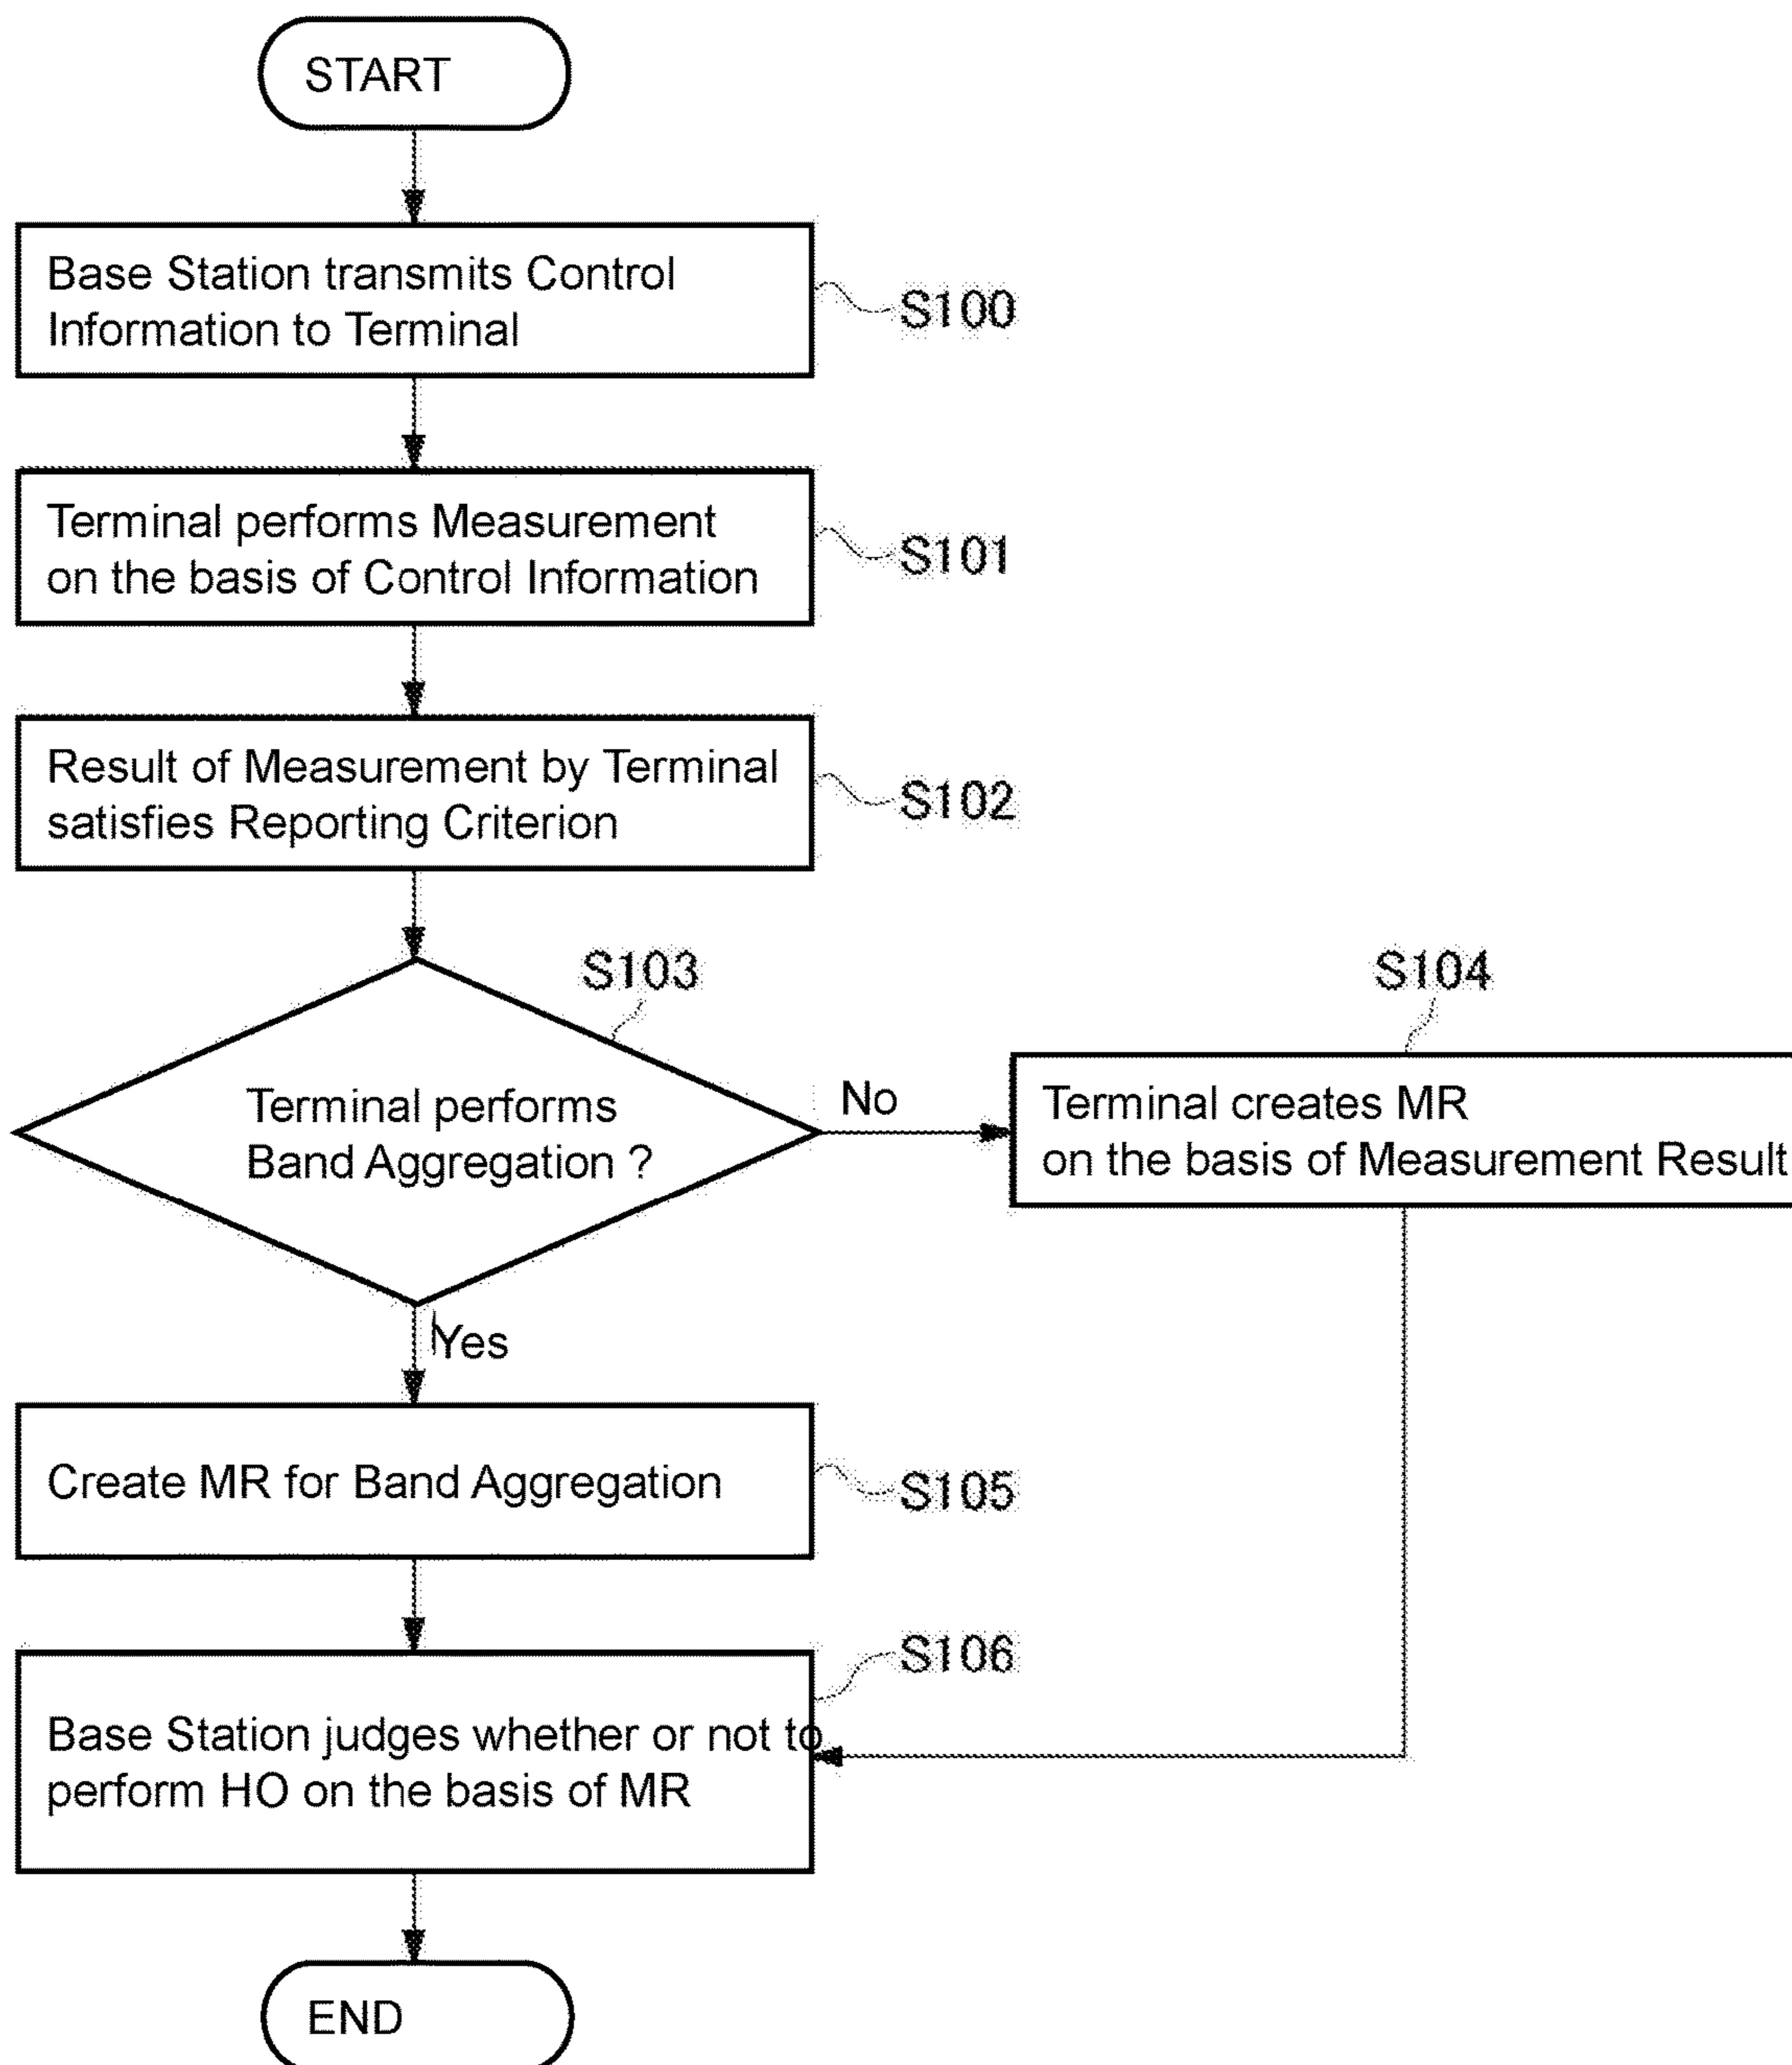 START
Base Station transmits Control
Information to Terminal
S100
Terminal performs Measurement
on the basis of Control Information
S101
Result of Measurement by Terminal
satisfies Reporting Criterion
S102
S103
Terminal performs
Band Aggregation ?
No
S104
Terminal creates MR
on the basis of Measurement Result
Yes
Create MR for Band Aggregation
S105
S106
Base Station judges whether or not to
perform HO on the basis of MR
END